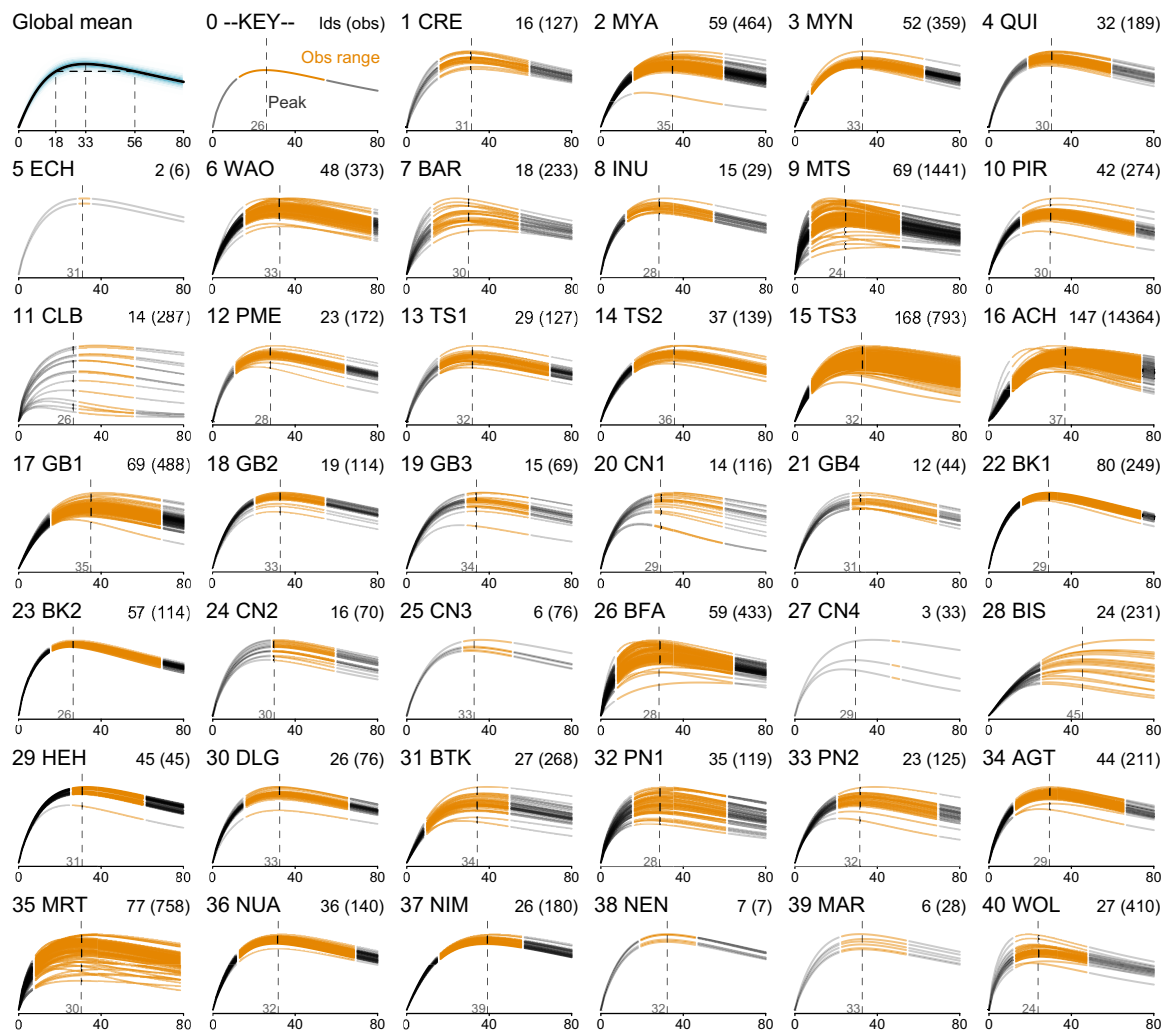 Global mean
0 18 33 56 80
0 --KEY-- Ids (obs)
Obs range
Peak
26
0 40 80
1 CRE 16 (127)
31
0 40 80
2 MYA 59 (464)
35
0 40 80
3 MYN 52 (359)
33
0 40 80
4 QUI 32 (189)
30
0 40 80
5 ECH 2 (6)
31
0 40 80
6 WAO 48 (373)
33
0 40 80
7 BAR 18 (233)
30
0 40 80
8 INU 15 (29)
28
0 40 80
9 MTS 69 (1441)
24
0 40 80
10 PIR 42 (274)
30
0 40 80
11 CLB 14 (287)
26
0 40 80
12 PME 23 (172)
28
0 40 80
13 TS1 29 (127)
32
0 40 80
14 TS2 37 (139)
36
0 40 80
15 TS3 168 (793)
32
0 40 80
16 ACH 147 (14364)
37
0 40 80
17 GB1 69 (488)
35
0 40 80
18 GB2 19 (114)
33
0 40 80
19 GB3 15 (69)
34
0 40 80
20 CN1 14 (116)
29
0 40 80
21 GB4 12 (44)
31
0 40 80
22 BK1 80 (249)
29
0 40 80
23 BK2 57 (114)
26
0 40 80
24 CN2 16 (70)
30
0 40 80
25 CN3 6 (76)
33
0 40 80
26 BFA 59 (433)
28
0 40 80
27 CN4 3 (33)
29
0 40 80
28 BIS 24 (231)
45
0 40 80
29 HEH 45 (45)
31
0 40 80
30 DLG 26 (76)
33
0 40 80
31 BTK 27 (268)
34
0 40 80
32 PN1 35 (119)
28
0 40 80
33 PN2 23 (125)
32
0 40 80
34 AGT 44 (211)
29
0 40 80
35 MRT 77 (758)
30
0 40 80
36 NUA 36 (140)
32
0 40 80
37 NIM 26 (180)
39
0 40 80
38 NEN 7 (7)
32
0 40 80
39 MAR 6 (28)
33
0 40 80
40 WOL 27 (410)
24
0 40 80